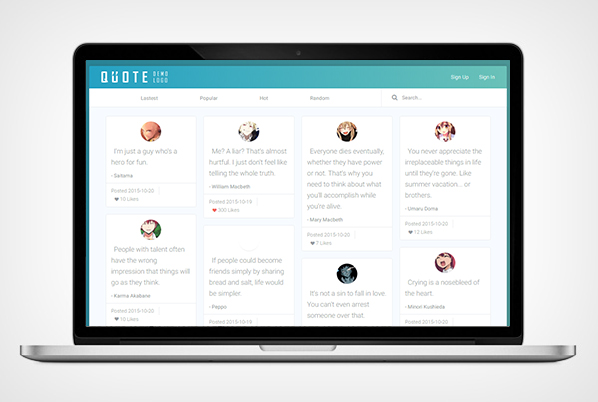 QUOTE DEMO LOGO
Sign Up Sign In
Lastest Popular Hot Random Search...
I'm just a guy who's a
hero for fun.
- Saitama
Posted 2015-10-20
10 Likes
Me? A liar? That's almost
hurtful. I just don't feel like
telling the whole truth.
- William Macbeth
Posted 2015-10-19
300 Likes
Everyone dies eventually,
whether they have power
or not. That's why you
need to think about what
you'll accomplish while
you're alive.
- Mary Macbeth
Posted 2015-10-20
7 Likes
You never appreciate the
irreplaceable things in life
until they're gone. Like
summer vacation... or
brothers.
- Umaru Doma
Posted 2015-10-20
12 Likes
People with talent often
have the wrong
impression that things will
go as they think.
- Karma Akabane
Posted 2015-10-20
10 Likes
If people could become
friends simply by sharing
bread and salt, life would
be simpler.
- Peppo
Posted 2015-10-19
It's not a sin to fall in love.
You can't even arrest
someone over that.
Crying is a nosebleed of
the heart.
- Minori Kushieda
Posted 2015-10-20